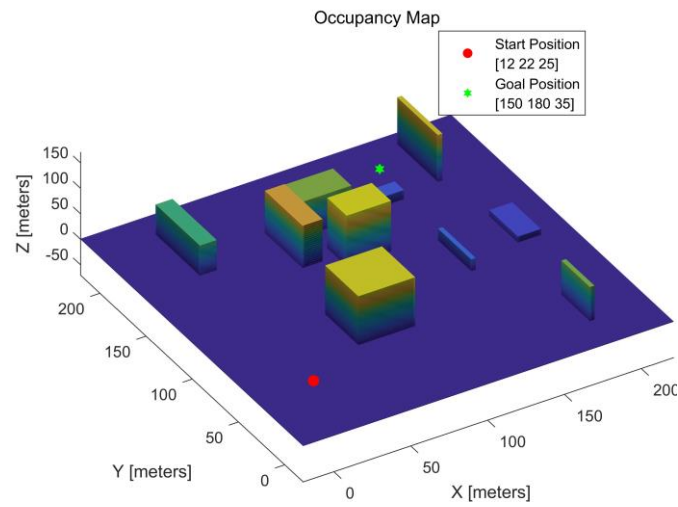 Occupancy Map
Start Position
[12 22 25]
Goal Position
[150 180 35]
150
100
50
0
-50
Z [meters]
200
150
100
50
0
Y [meters]
0
50
100
150
200
X [meters]